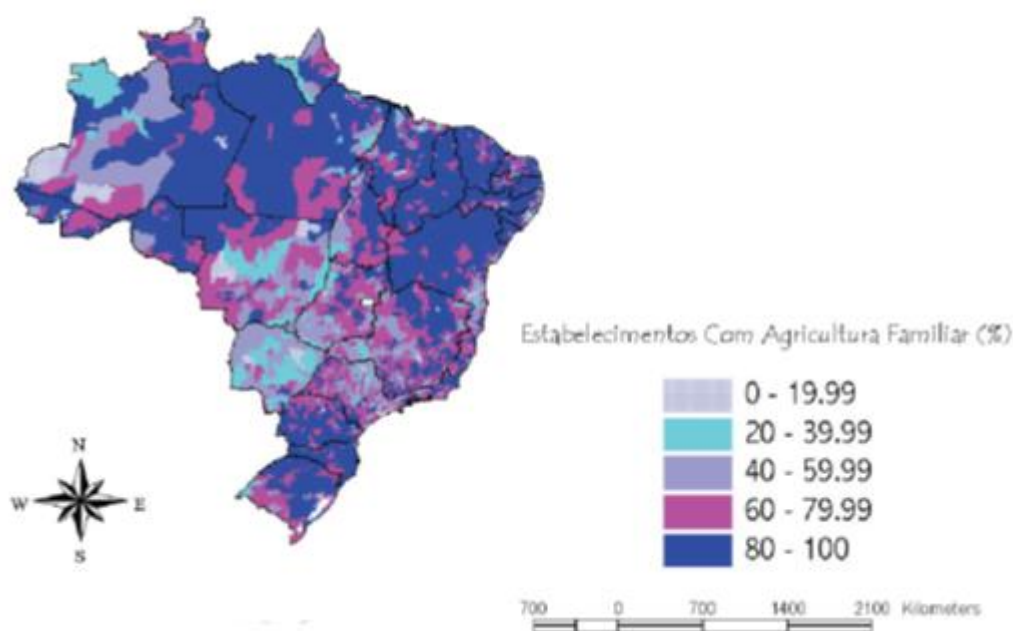 Estabelecimentos Com Agricultura Familiar (%)
0 - 19.99
20 - 39.99
40 - 59.99
60 - 79.99
80 - 100
N
W E
S
700 0 700 1400 2100 Kilometers